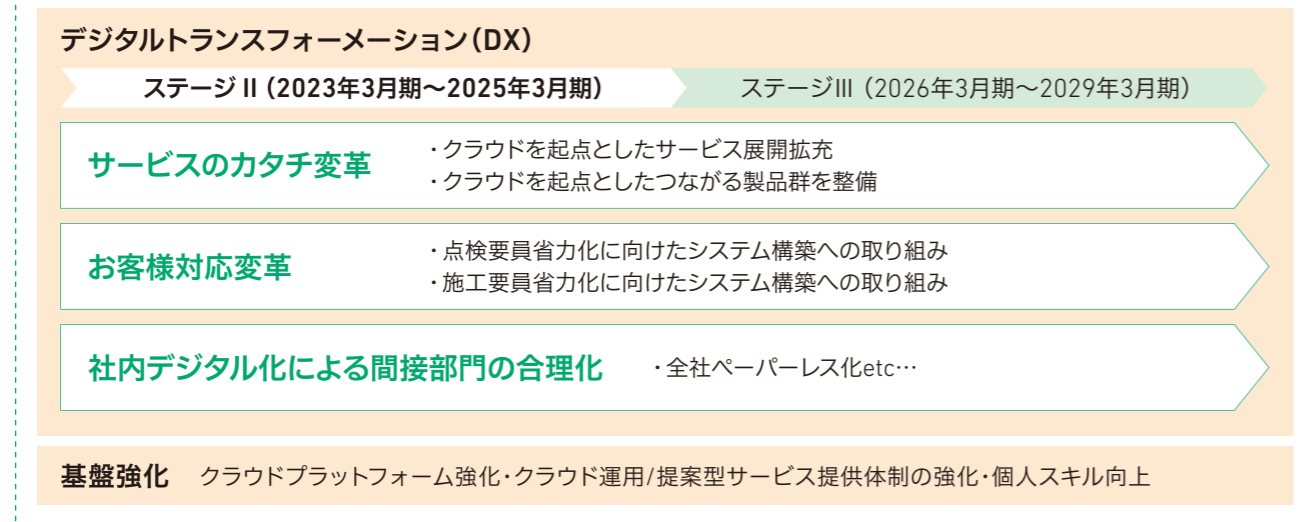 デジタルトランスフォーメーション（DX）
ステージⅡ（2023年3月期～2025年3月期）
ステージⅢ（2026年3月期～2029年3月期）
サービスのカタチ変革
・クラウドを起点としたサービス展開拡充
・クラウドを起点としたつながる製品群を整備
お客様対応変革
・点検要員省力化に向けたシステム構築への取り組み
・施工要員省力化に向けたシステム構築への取り組み
社内デジタル化による間接部門の合理化
・全社ペーパーレス化etc…
基盤強化 クラウドプラットフォーム強化・クラウド運用/提案型サービス提供体制の強化・個人スキル向上